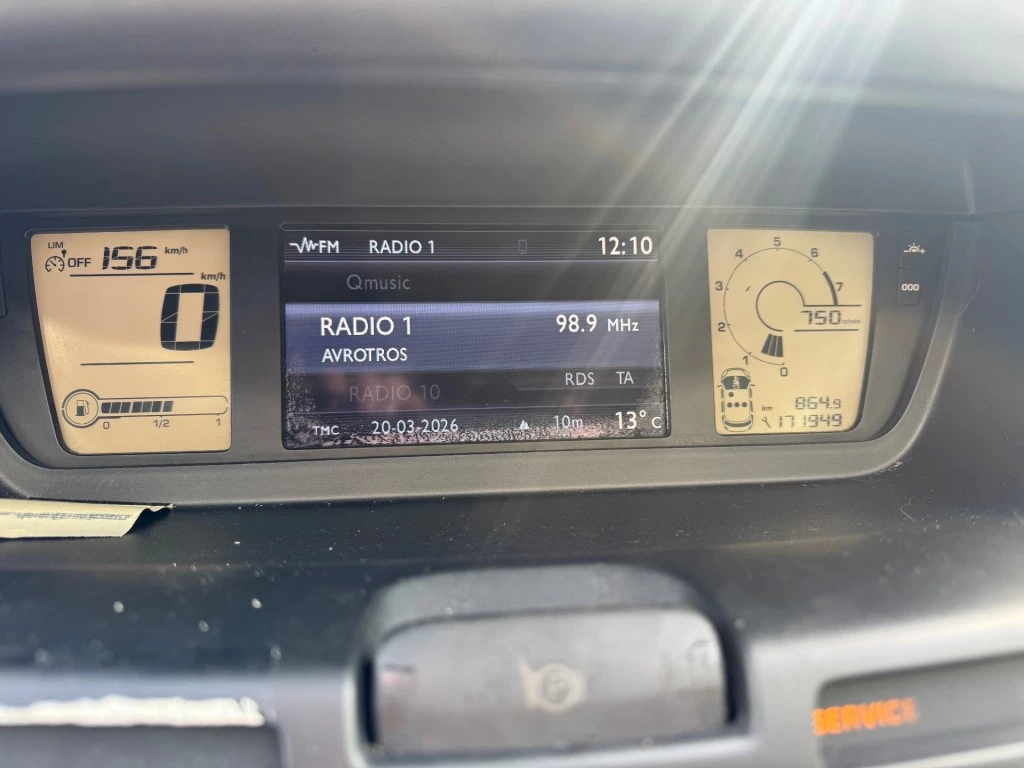 LIM
OFF 156 km/h
km/h
0
0 1/2 1
FM RADIO 1 12:10
Qmusic
RADIO 1 98.9 MHz
AVROTROS
RDS TA
RADIO 10
TMC 20-03-2026 10m 13°C
0 1 2 3 4 5 6 7
750 tr/min
km 864.9
171949
000
P
SERVICE